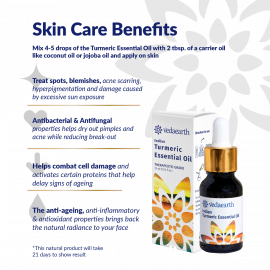 Skin Care Benefits
Mix 4-5 drops of the Turmeric Essential Oil with 2 tbsp. of a carrier oil
like coconut oil or jojoba oil and apply on skin
Treat spots, blemishes, acne scarring,
hyperpigmentation and damage caused
by excessive sun exposure
Antibacterial & Antifungal
properties helps dry out pimples and
acne while reducing break-out
Helps combat cell damage and
activates certain proteins that help
delay signs of ageing
The anti-ageing, anti-inflammatory
& antioxidant properties brings back
the natural radiance to your face
*This natural product will take
21 days to show result
vedaearth
Indian
Turmeric
Essential Oil
THERAPEUTIC GRADE
vedaearth
Indian
Turmeric Essential Oil